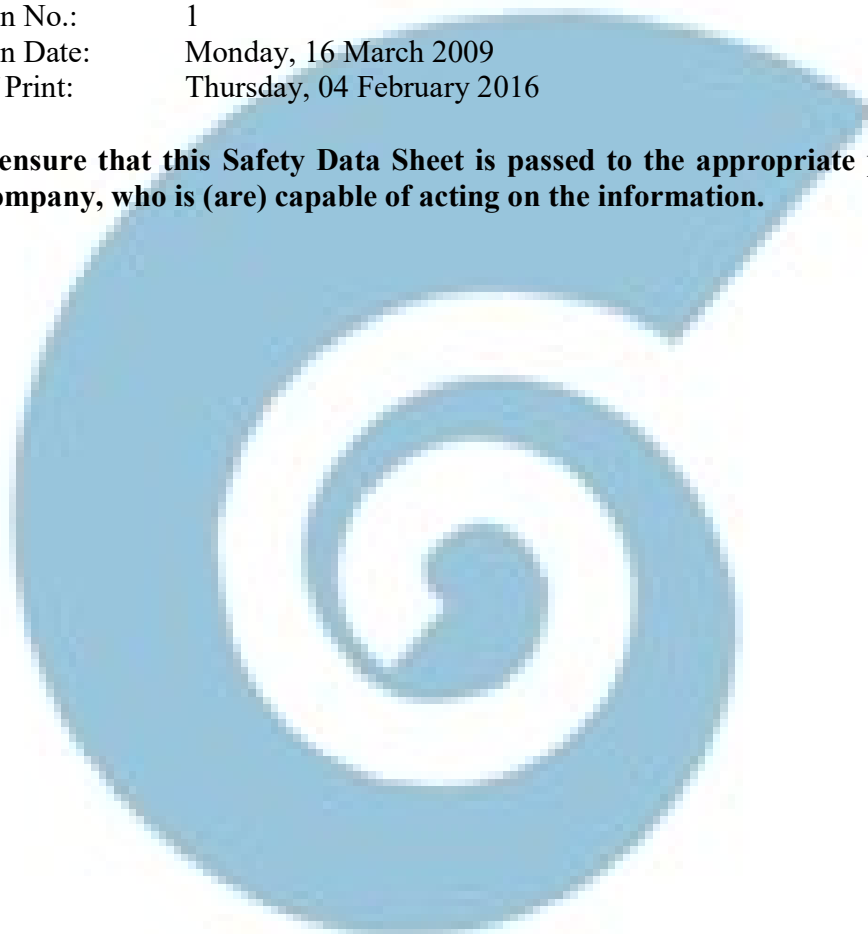 n No.: 1
n Date: Monday, 16 March 2009
Print: Thursday, 04 February 2016
ensure that this Safety Data Sheet is passed to the appropriate
ompany, who is (are) capable of acting on the information.